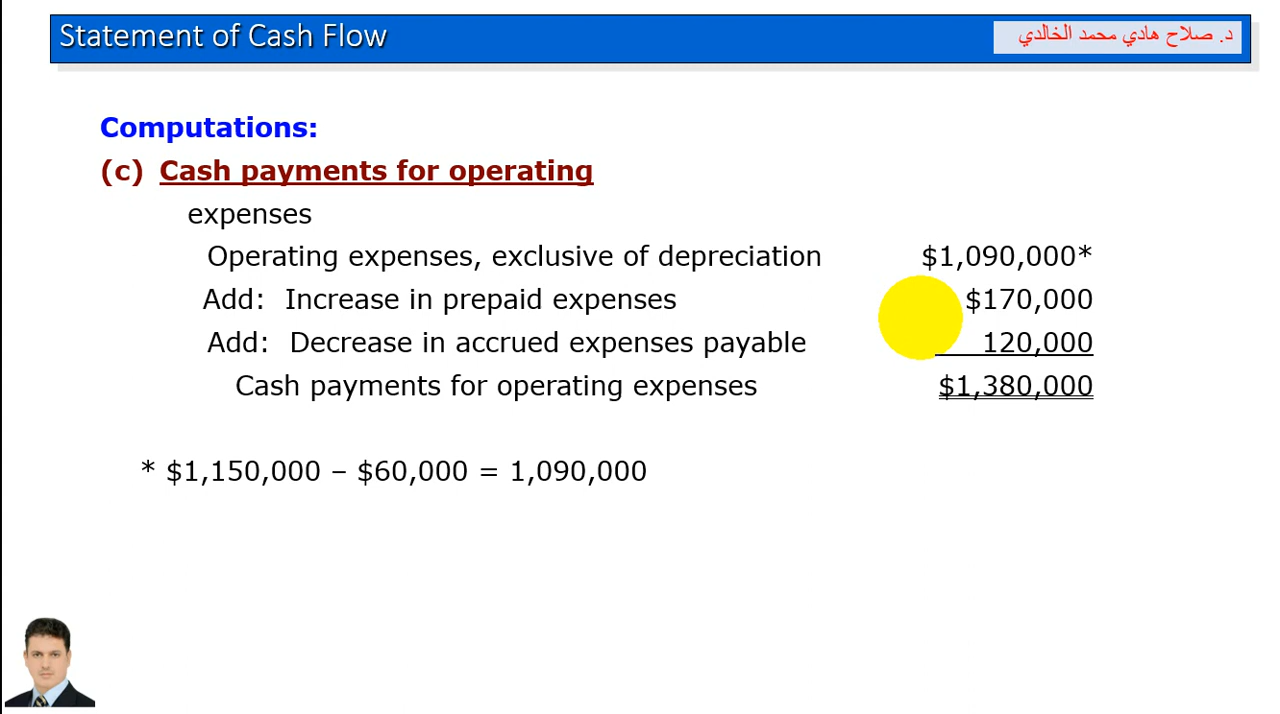 Statement of Cash Flow
د. صلاح هادي محمد الخالدي
Computations:
(c) Cash payments for operating
expenses
Operating expenses, exclusive of depreciation $1,090,000*
Add: Increase in prepaid expenses $170,000
Add: Decrease in accrued expenses payable 120,000
Cash payments for operating expenses $1,380,000
* $1,150,000 – $60,000 = 1,090,000